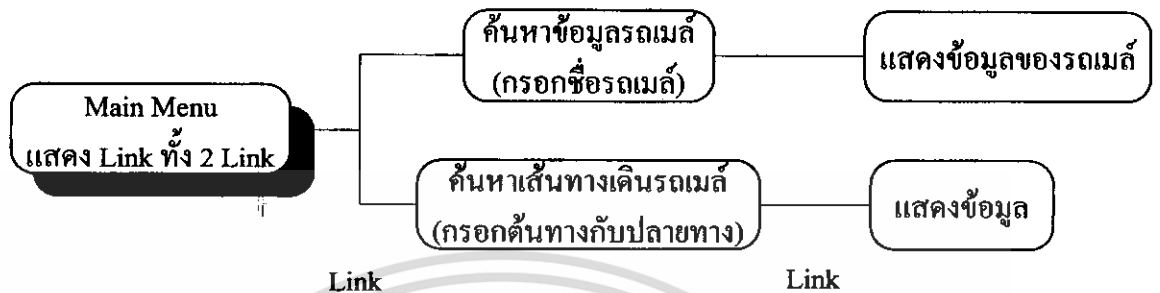 Main Menu
แสดง Link ทั้ง 2 Link
ค้นหาข้อมูลรถเมล์
(กรอกชื่อรถเมล์)
แสดงข้อมูลของรถเมล์
ค้นหาเส้นทางเดินรถเมล์
(กรอกต้นทางกับปลายทาง)
แสดงข้อมูล
Link
Link